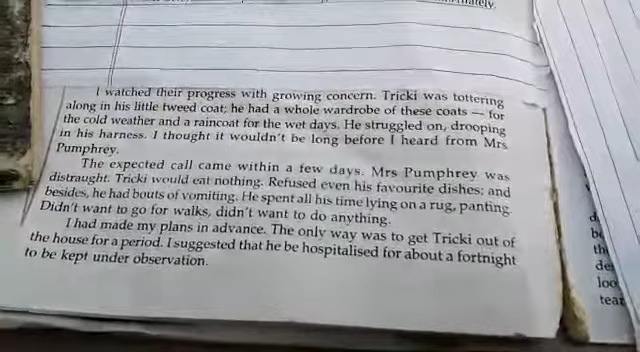 I watched their progress with growing concern. Tricki was tottering
along in his little tweed coat; he had a whole wardrobe of these coats — for
the cold weather and a raincoat for the wet days. He struggled on, drooping
in his harness. I thought it wouldn't be long before I heard from Mrs
Pumphrey.
The expected call came within a few days. Mrs Pumphrey was
distraught. Tricki would eat nothing. Refused even his favourite dishes; and
besides, he had bouts of vomiting. He spent all his time lying on a rug, panting.
Didn't want to go for walks, didn't want to do anything.
I had made my plans in advance. The only way was to get Tricki out of
the house for a period. I suggested that he be hospitalised for about a fortnight
to be kept under observation.
loo
tear